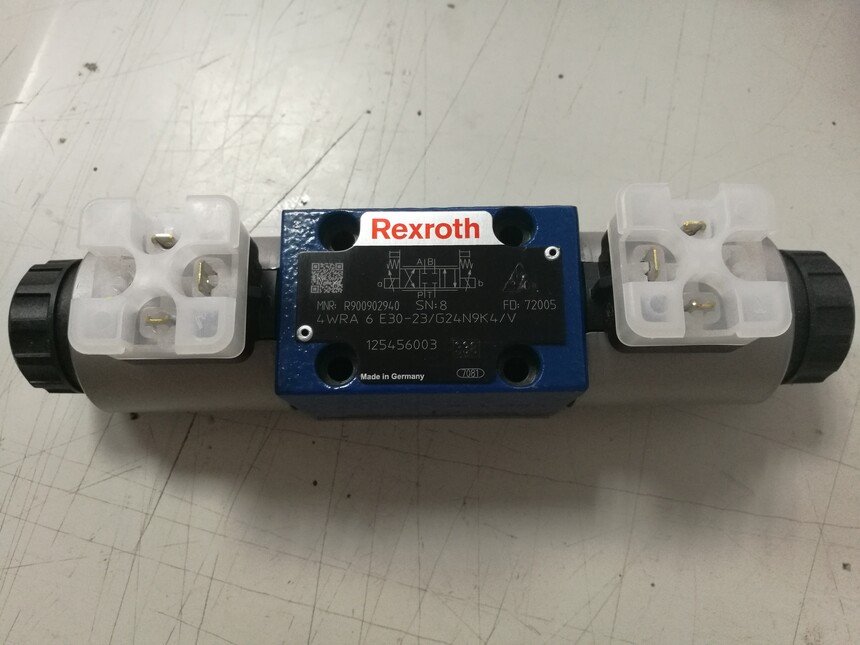 Rexroth
A B
a b
P T
MNR: R900902940 SN: 8 FD: 72005
4WRA 6 E30-23/G24N9K4/V
125456003
Made in Germany 7081